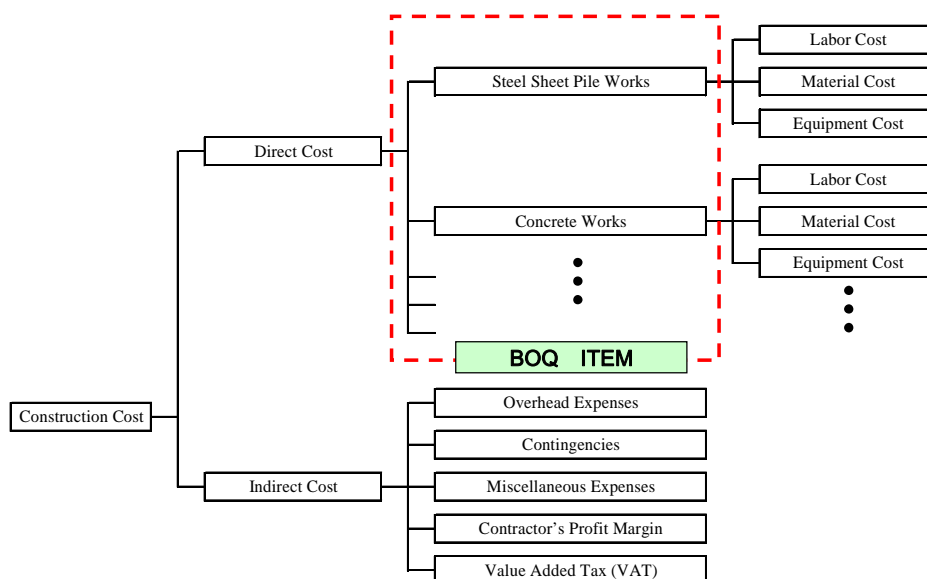 Labor Cost
Steel Sheet Pile Works
Material Cost
Equipment Cost
Direct Cost
Labor Cost
Concrete Works
Material Cost
Equipment Cost
BOQ ITEM
Overhead Expenses
Construction Cost
Contingencies
Indirect Cost
Miscellaneous Expenses
Contractor’s Profit Margin
Value Added Tax (VAT)